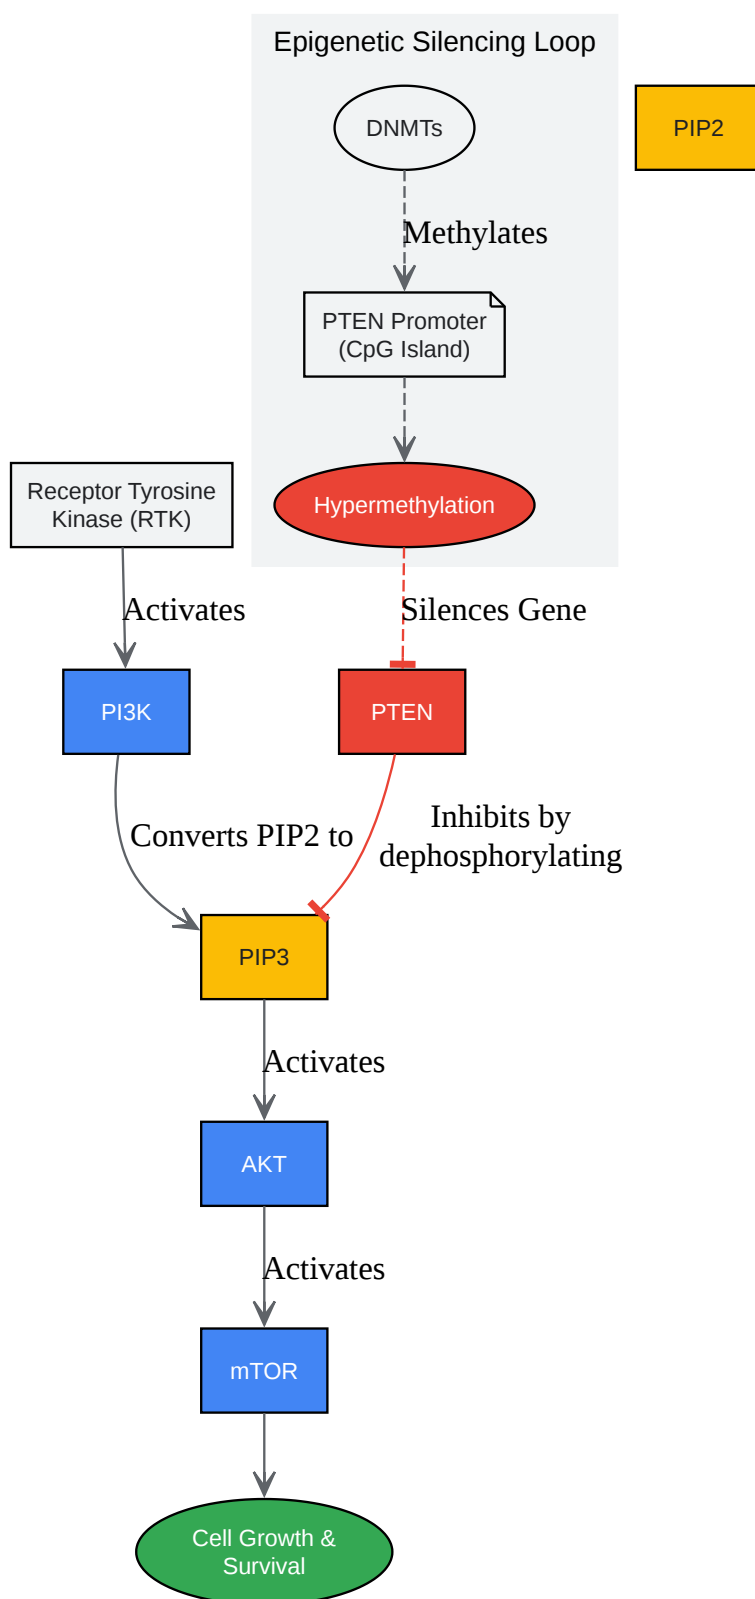 Epigenetic Silencing Loop
DNMTs
PIP2
Methylates
PTEN Promoter
(CpG Island)
Receptor Tyrosine
Kinase (RTK)
Hypermethylation
Activates
Silences Gene
PI3K
PTEN
Converts PIP2 to
Inhibits by
dephosphorylating
PIP3
Activates
AKT
Activates
mTOR
Cell Growth &
Survival